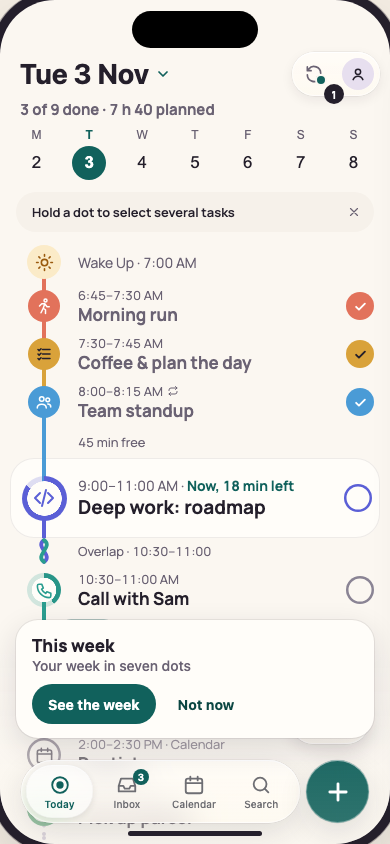 Tue 3 Nov
1
3 of 9 done · 7 h 40 planned
M T W T F S S
2 3 4 5 6 7 8
Hold a dot to select several tasks
Wake Up · 7:00 AM
6:45–7:30 AM
Morning run
7:30–7:45 AM
Coffee & plan the day
8:00–8:15 AM
Team standup
45 min free
9:00–11:00 AM · Now, 18 min left
Deep work: roadmap
Overlap · 10:30–11:00
10:30–11:00 AM
Call with Sam
This week
Your week in seven dots
See the week
Not now
2:00–2:30 PM · Calendar
3
Today
Inbox
Calendar
Search